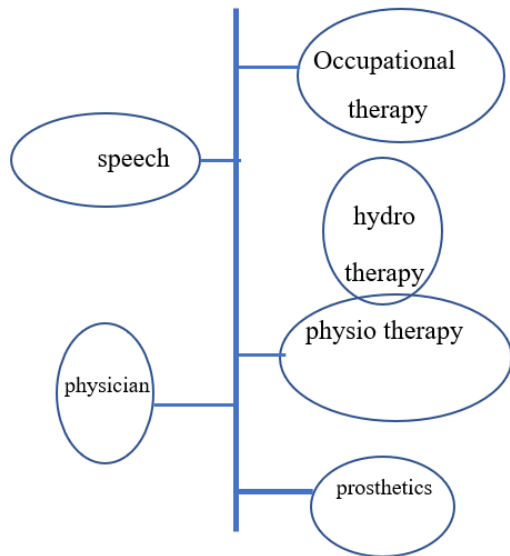 Occupational
therapy
speech
hydro
therapy
physio therapy
physician
prosthetics